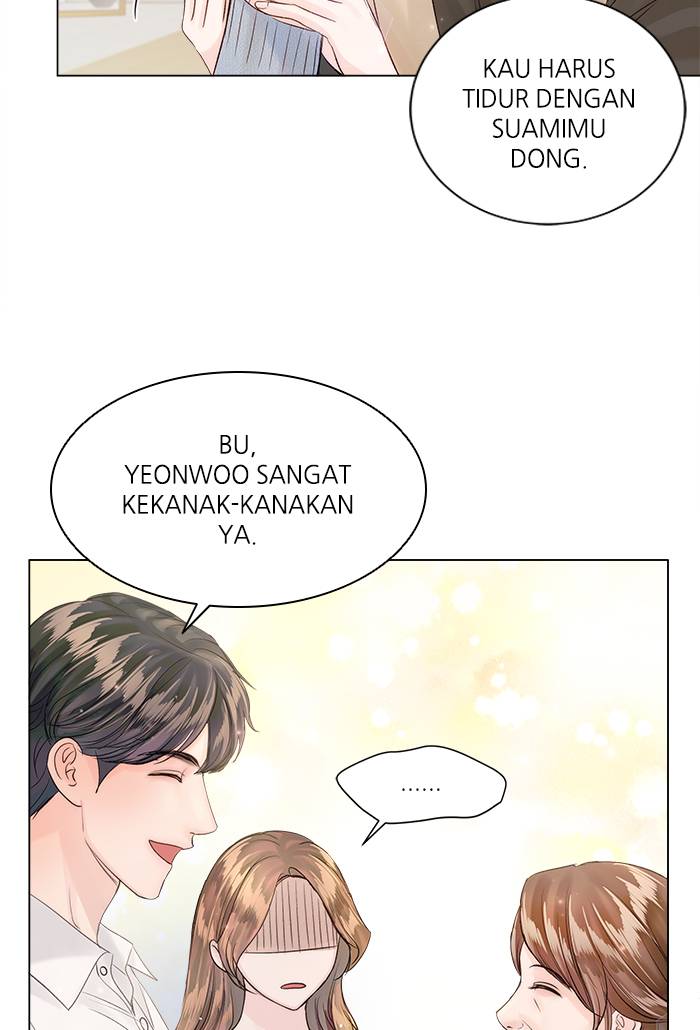 KAU HARUS
TIDUR DENGAN
SUAMIMU
DONG.
BU,
YEONWOO SANGAT
KEKANAK-KANAKAN
YA.
......